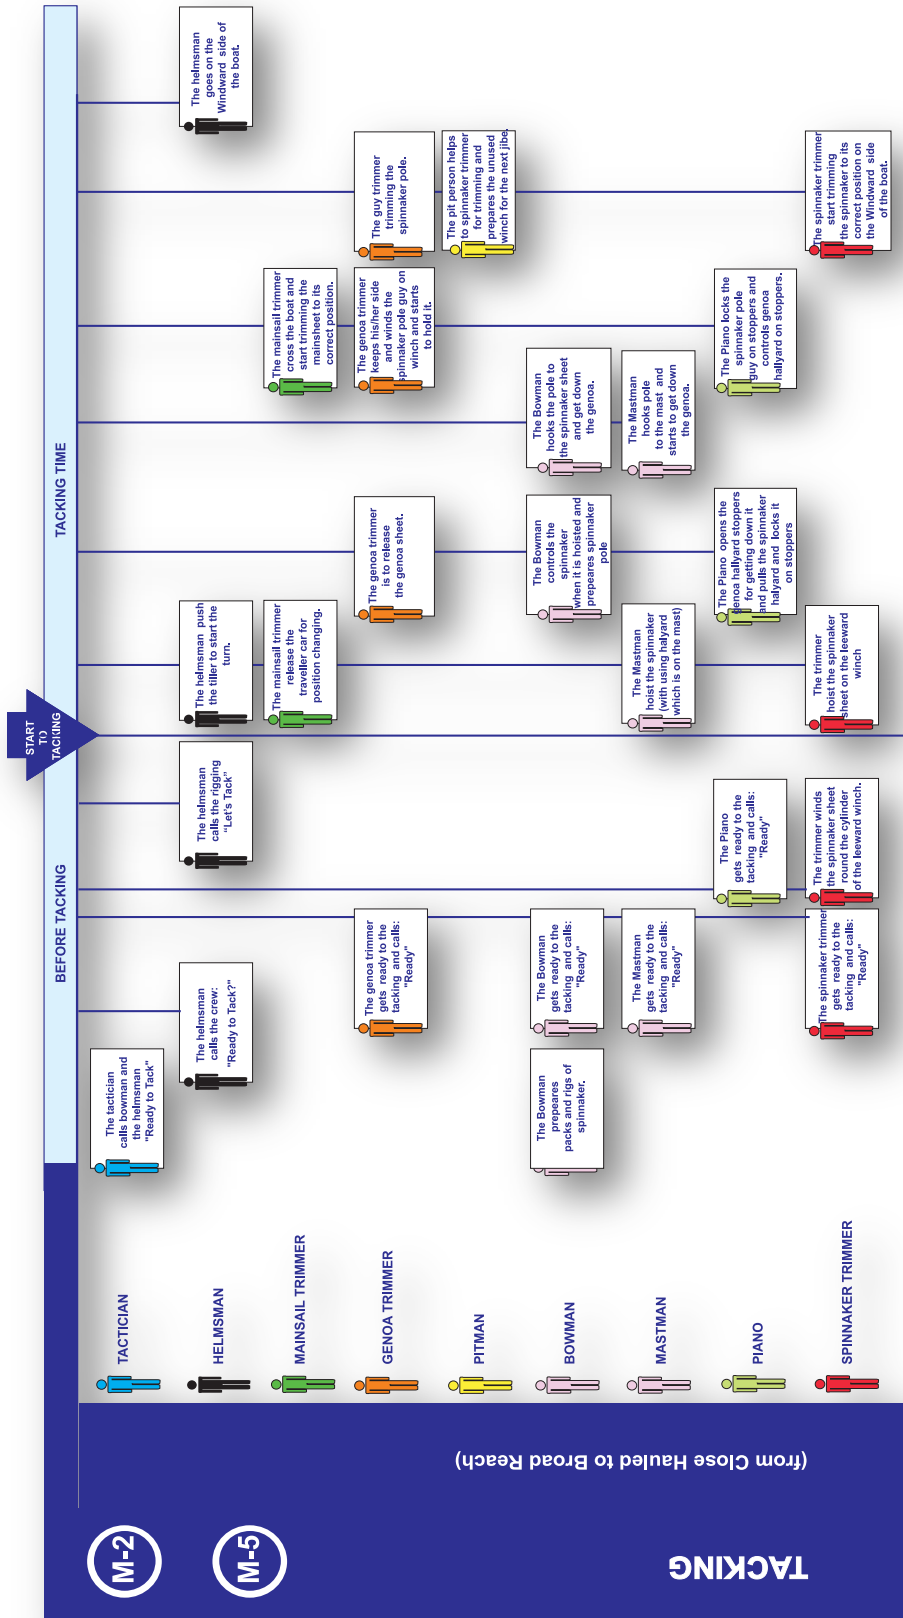 M-2
M-5
TACKING
(from Close Hauled to Broad Reach)
BEFORE TACKING
START
TO
TACKING
TACKING TIME
TACTICIAN
The tactician
calls bowman and
the helmsman
"Ready to Tack"
HELMSMAN
The helmsman
calls the crew:
"Ready to Tack?"
The helmsman
calls the rigging
"Let's Tack"
The helmsman push
the tiller to start the
turn.
The helmsman
goes on the
Windward side of
the boat.
MAINSAIL TRIMMER
The mainsail trimmer
release the
traveller car for
position changing.
The mainsail trimmer
cross the boat and
start trimming the
mainsheet to its
correct position.
GENOA TRIMMER
The genoa trimmer
gets ready to the
tacking and calls:
"Ready"
The genoa trimmer
is to release
the genoa sheet.
The genoa trimmer
keeps his/her side
and winds the
spinnaker pole guy on
winch and starts
to hold it.
The guy trimmer
trimming the
spinnaker pole.
PITMAN
The pit person helps
to spinnaker trimmer
for trimming and
prepares the unused
winch for the next jibe.
BOWMAN
The Bowman
prepeares
packs and rigs of
spinnaker.
The Bowman
gets ready to the
tacking and calls:
"Ready"
The Bowman
controls the
spinnaker
when it is hoisted and
prepeares spinnaker
pole
The Bowman
hooks the pole to
the spinnaker sheet
and get down
the genoa.
MASTMAN
The Mastman
gets ready to the
tacking and calls:
"Ready"
The Mastman
hoist the spinnaker
(with using halyard
which is on the mast)
The Mastman
hooks pole
to the mast and
starts to get down
the genoa.
PIANO
The Piano
gets ready to the
tacking and calls:
"Ready"
The Piano opens the
genoa hallyard stoppers
for getting down it
and pulls the spinnaker
halyard and locks it
on stoppers
The Piano locks the
spinnaker pole
guy on stoppers and
controls genoa
hallyard on stoppers.
SPINNAKER TRIMMER
The spinnaker trimmer
gets ready to the
tacking and calls:
"Ready"
The trimmer winds
the spinnaker sheet
round the cylinder
of the leeward winch.
The trimmer
hoist the spinnaker
sheet on the leeward
winch
The spinnaker trimmer
start trimming
the spinnaker to its
correct position on
the Windward side
of the boat.